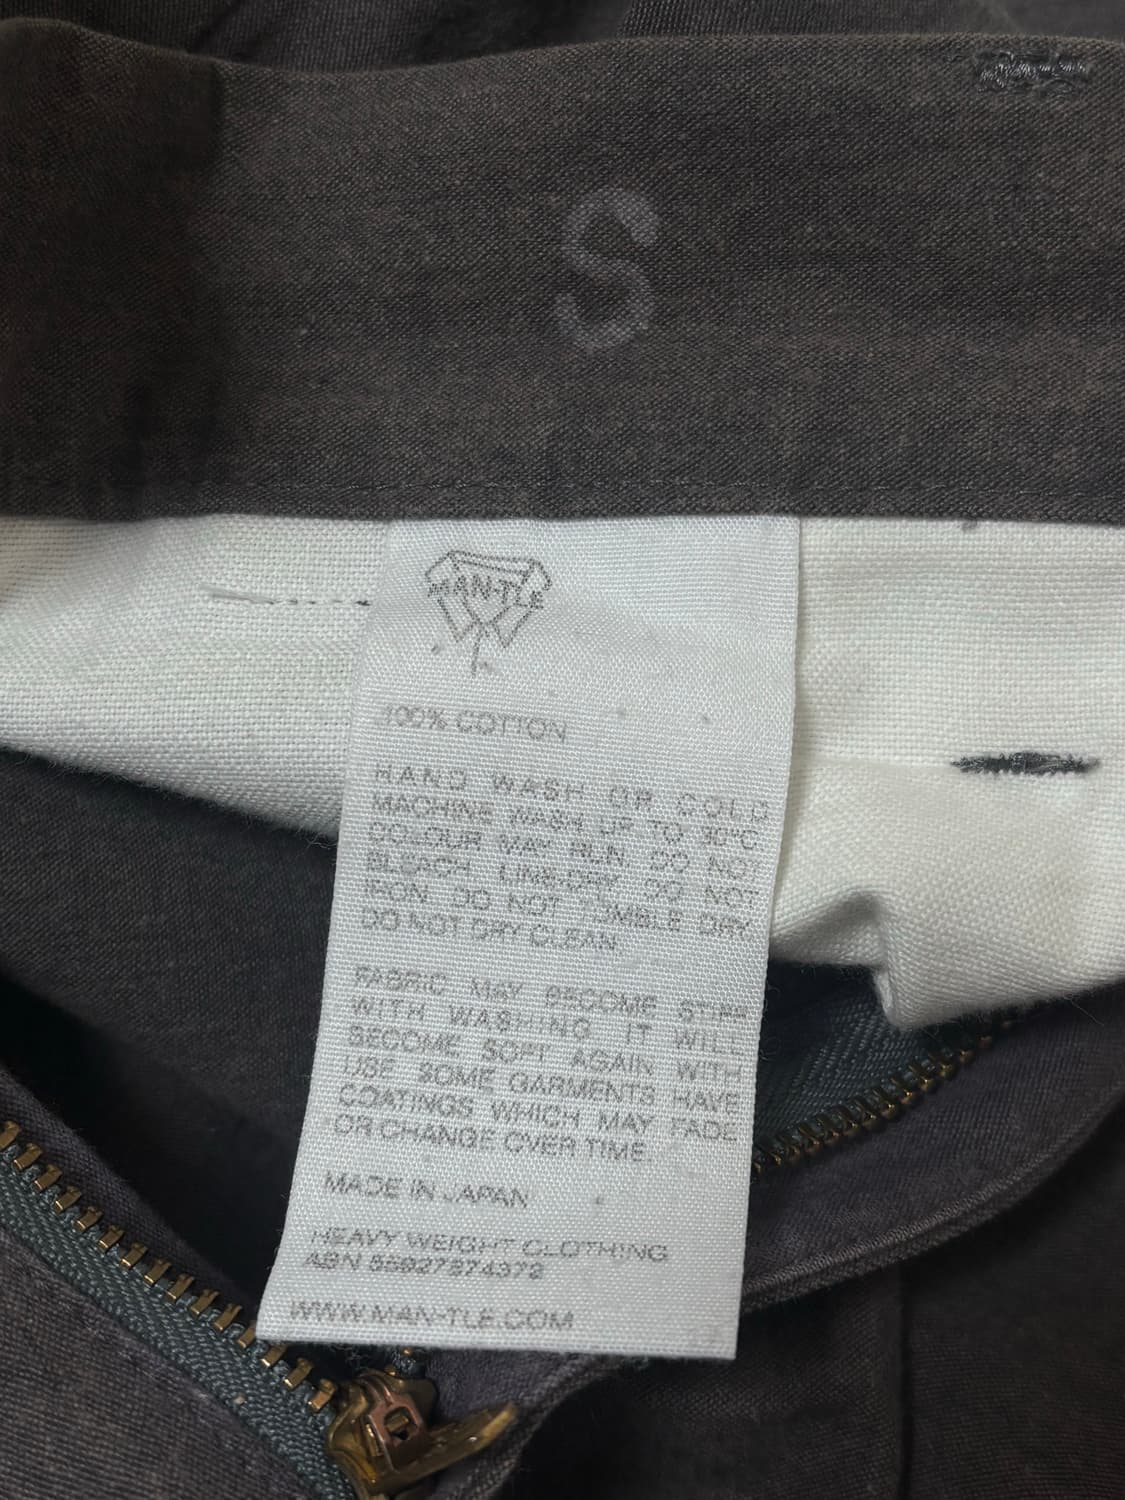 S
MAN-TLE
100% COTTON
HAND WASH OR COLD
MACHINE WASH UP TO 30°C
COLOUR MAY RUN. DO NOT
BLEACH. LINE-DRY. DO NOT
IRON. DO NOT TUMBLE DRY.
DO NOT DRY CLEAN.
FABRIC MAY BECOME STIFF
WITH WASHING IT WILL
BECOME SOFT AGAIN WITH
USE SOME GARMENTS HAVE
COATINGS WHICH MAY FADE
OR CHANGE OVER TIME.
MADE IN JAPAN
HEAVY WEIGHT CLOTHING
ABN
WWW.MAN-TLE.COM